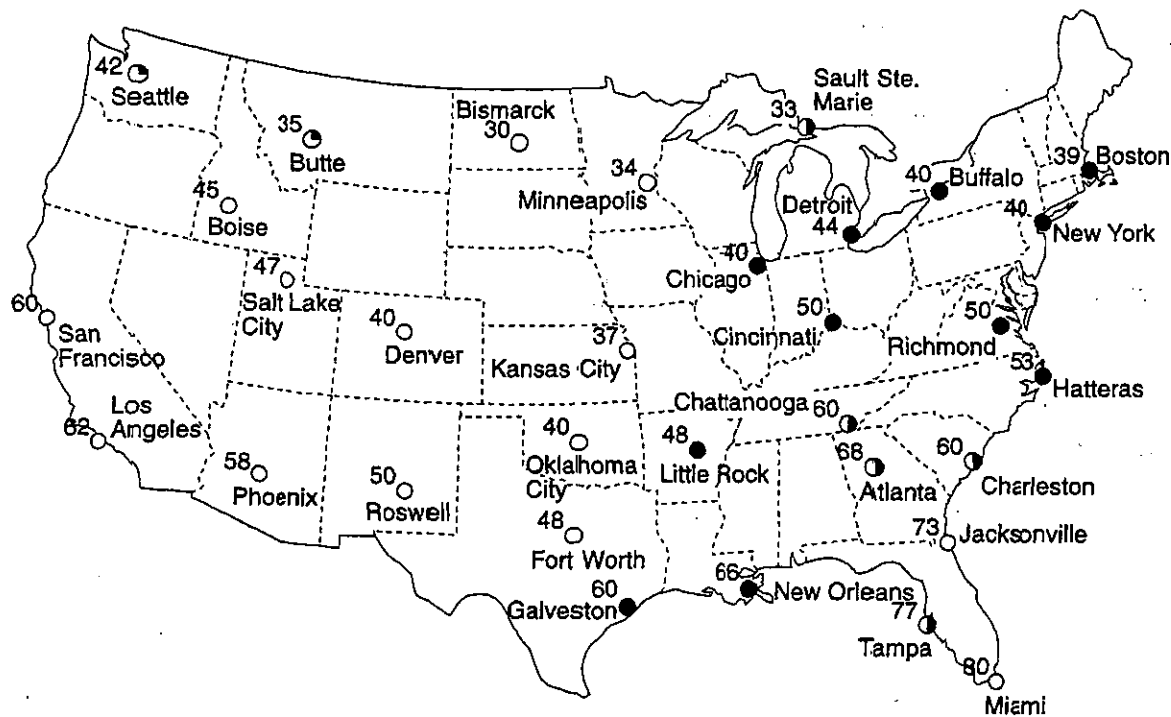 42
Seattle
35
Butte
Bismarck
30
Sault Ste.
Marie
33
39
Boston
40
Buffalo
34
Minneapolis
Detroit
44
45
Boise
40
New York
40
Chicago
47
Salt Lake
City
60
San
Francisco
40
Denver
37
Kansas City
50
Cincinnati
50
Richmond
53
Hatteras
Los
Angeles
62
Chattanooga
60
40
Oklahoma
City
48
Little Rock
68
Atlanta
60
Charleston
58
Phoenix
50
Roswell
48
Fort Worth
73
Jacksonville
60
Galveston
66
New Orleans
77
Tampa
80
Miami